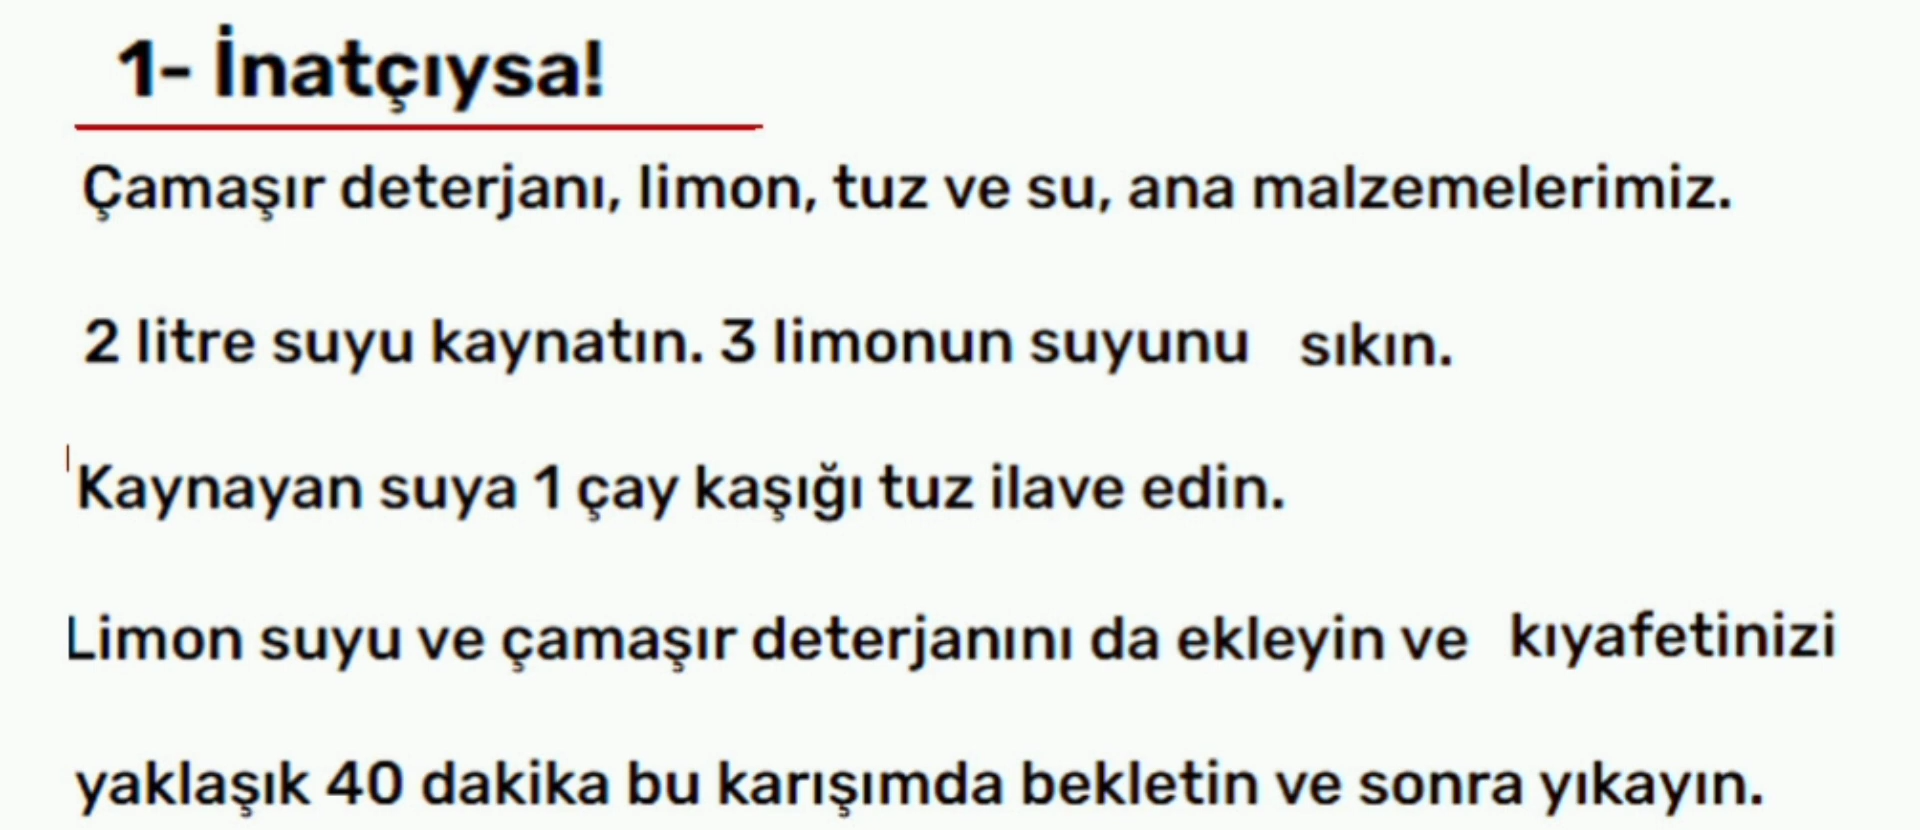 1- İnatçıysa!
Çamaşır deterjanı, limon, tuz ve su, ana malzemelerimiz.
2 litre suyu kaynatın. 3 limonun suyunu sıkın.
Kaynayan suya 1 çay kaşığı tuz ilave edin.
Limon suyu ve çamaşır deterjanını da ekleyin ve kıyafetinizi
yaklaşık 40 dakika bu karışımda bekletin ve sonra yıkayın.